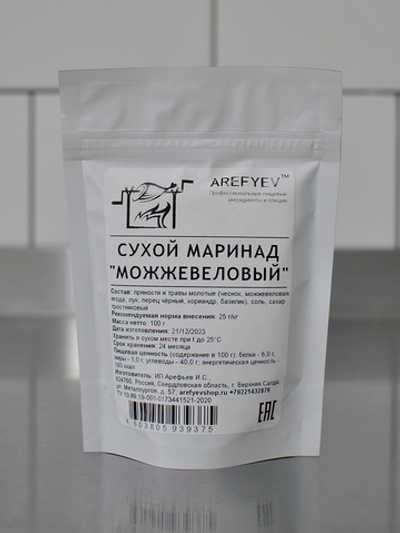 AREFYEV™
Профессиональные пищевые
ингредиенты и специи
СУХОЙ МАРИНАД
"МОЖЖЕВЕЛОВЫЙ"
Состав: пряности и травы молотые (чеснок, можжевеловая
ягода, лук, перец чёрный, кориандр, базилик), соль, сахар
тростниковый
Рекомендуемая норма внесения: 25 г/кг
Масса нетто: 100 г
Дата изготовления: 21/12/2023
Хранить в сухом месте при t до 25°С
Срок хранения: 24 месяца
Пищевая ценность (содержание в 100 г): белки - 6,0 г,
жиры - 1,0 г, углеводы - 40,0 г; энергетическая ценность -
193 ккал
Изготовитель: ИП Арефьев И.С.,
624760, Россия, Свердловская область, г. Верхняя Салда,
ул. Металлургов, д. 57, arefyevshop.ru +79221432876
ТУ 10.89.19-001-0173441521-2020
4 603805 939375
EAC